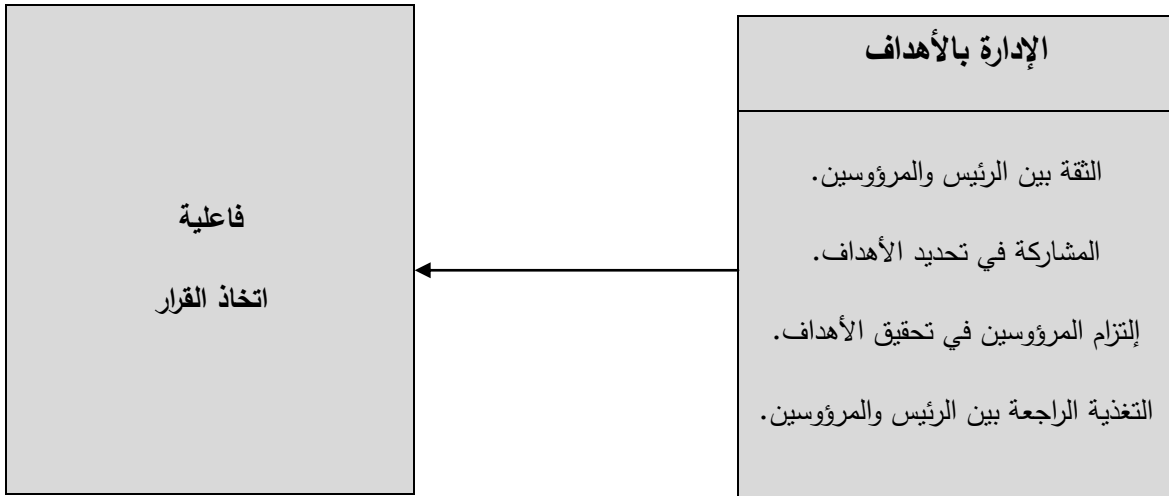 الإدارة بالأهداف
الثقة بين الرئيس والمرؤوسين.
المشاركة في تحديد الأهداف.
إلتزام المرؤوسين في تحقيق الأهداف.
التغذية الراجعة بين الرئيس والمرؤوسين.
فاعلية
اتخاذ القرار